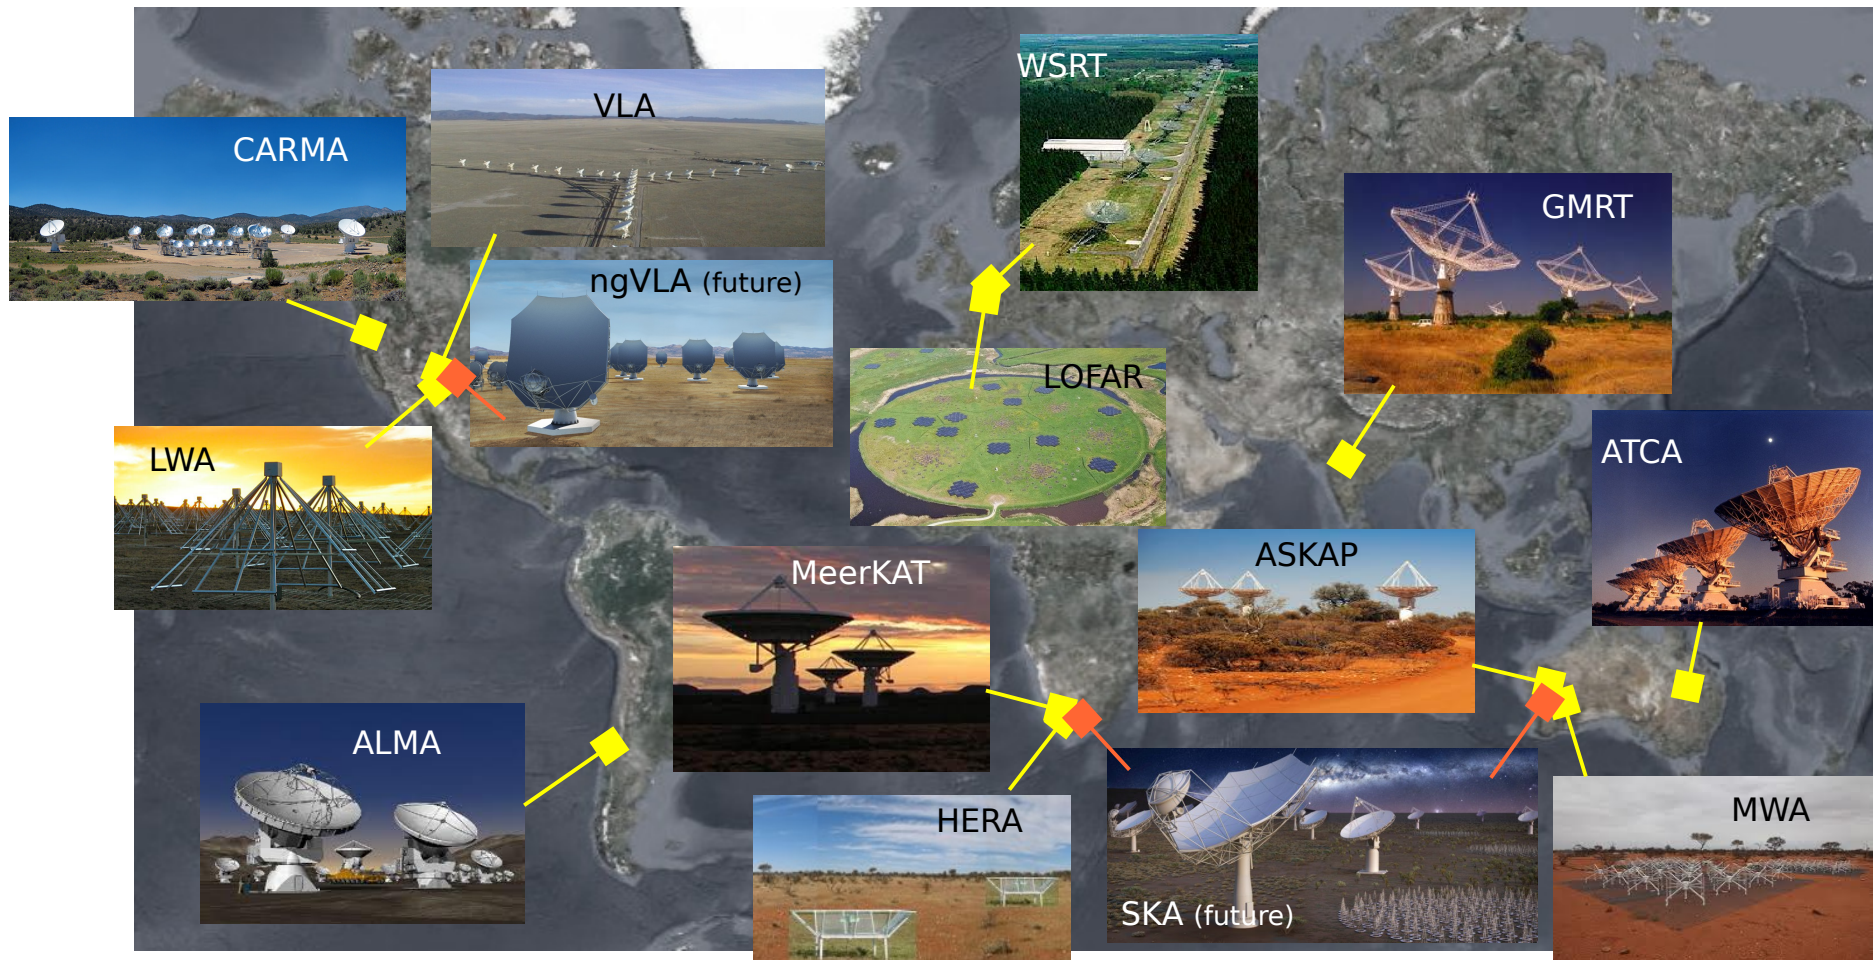 WSRT
VLA
CARMA
GMRT
ngVLA (future)
LOFAR
LWA
ATCA
ASKAP
MeerKAT
ALMA
HERA
MWA
SKA (future)